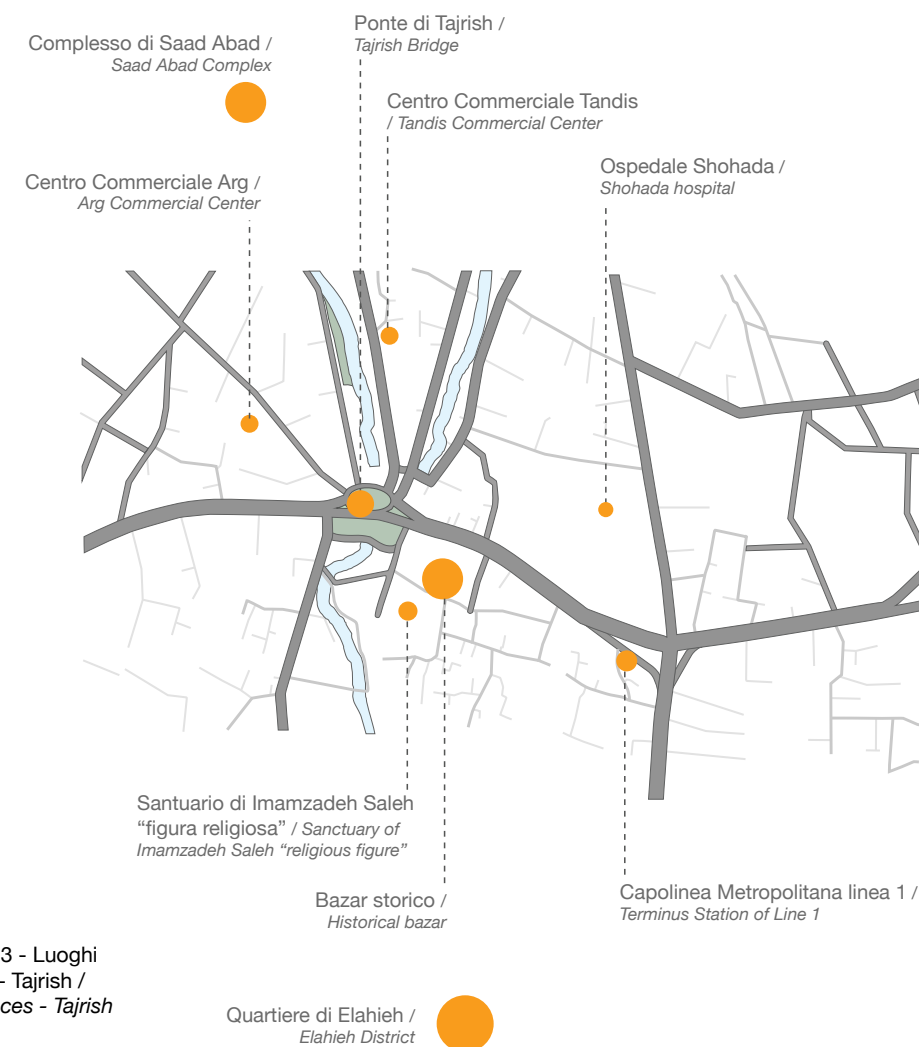 Ponte di Tajrish /
Tajrish Bridge
Complesso di Saad Abad /
Saad Abad Complex
Centro Commerciale Tandis
/ Tandis Commercial Center
Ospedale Shohada /
Shohada hospital
Centro Commerciale Arg /
Arg Commercial Center
Santuario di Imamzadeh Saleh
“figura religiosa” / Sanctuary of
Imamzadeh Saleh “religious figure”
Bazar storico /
Historical bazar
Capolinea Metropolitana linea 1 /
Terminus Station of Line 1
3 - Luoghi
- Tajrish /
ces - Tajrish
Quartiere di Elahieh /
Elahieh District